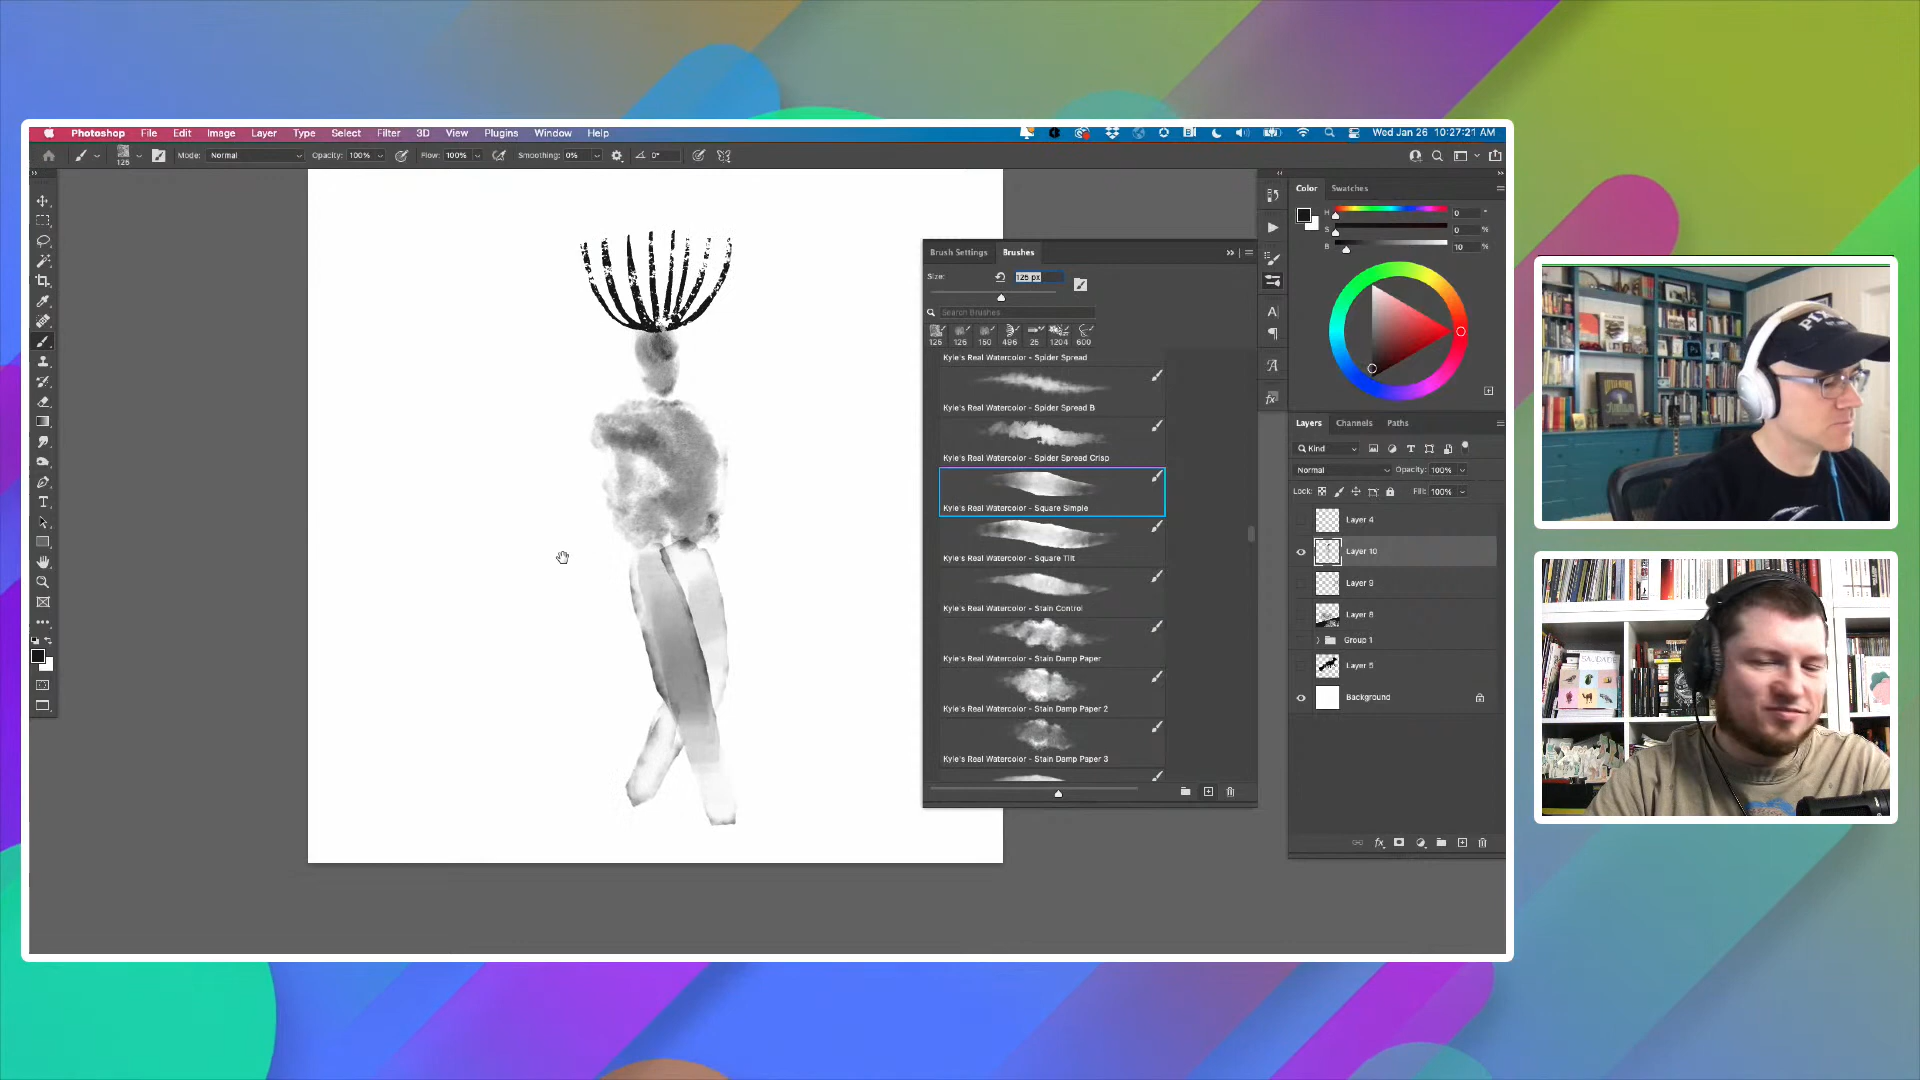 Photoshop File Edit Image Layer Type Select Filter 3D View Plugins Window Help
Wed Jan 26 10:27:21 AM
125
Mode: Normal
Opacity: 100%
Flow: 100%
Smoothing: 0%
0°
Brush Settings Brushes
Size:
125 px
Search Brushes
125 126 150 496 25 1204 600
Kyle's Real Watercolor - Spider Spread
Kyle's Real Watercolor - Spider Spread B
Kyle's Real Watercolor - Spider Spread Crisp
Kyle's Real Watercolor - Square Simple
Kyle's Real Watercolor - Square Tilt
Kyle's Real Watercolor - Stain Control
Kyle's Real Watercolor - Stain Damp Paper
Kyle's Real Watercolor - Stain Damp Paper 2
Kyle's Real Watercolor - Stain Damp Paper 3
Color Swatches
H 0 °
S 0 %
B 10 %
Layers Channels Paths
Kind
Normal Opacity: 100%
Lock: Fill: 100%
Layer 4
Layer 10
Layer 9
Layer 8
Group 1
Layer 5
Background
SAUDADE